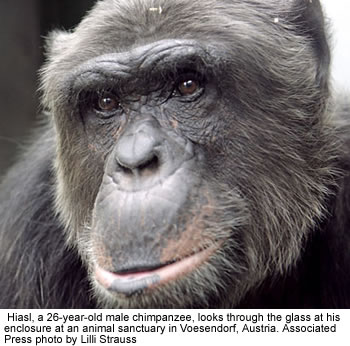 Hiasl, a 26-year-old male chimpanzee, looks through the glass at his
enclosure at an animal sanctuary in Voesendorf, Austria. Associated
Press photo by Lilli Strauss